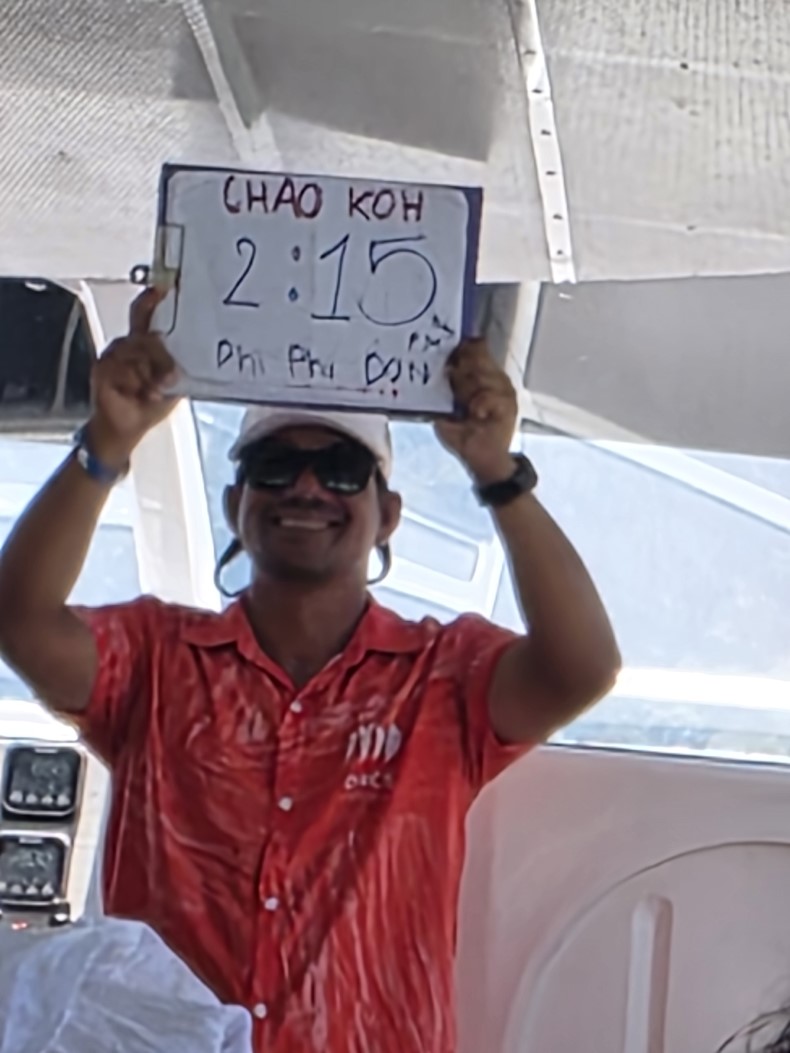 CHAO KOH
2:15
PM
Phi Phi DON